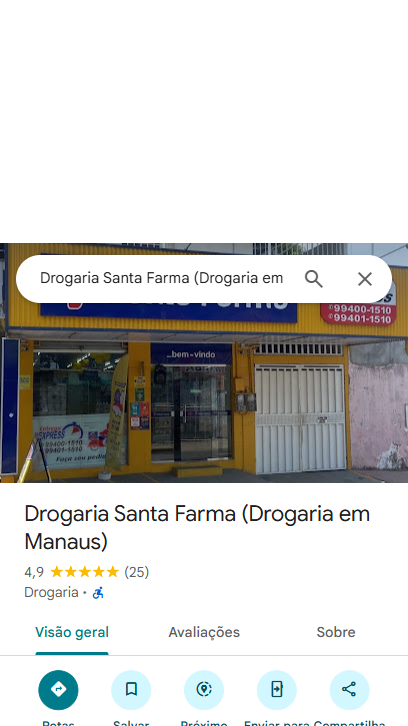 Drogaria Santa Farma (Drogaria em
99400-1510
99401-1510
...bem-vindo
Entrega
EXPRESS
99400-1510
99401-1510
Faça seu pedido
Drogaria Santa Farma (Drogaria em
Manaus)
4,9 (25)
Drogaria ·
Visão geral Avaliações Sobre
Rotas Salvar Próximo Enviar para Compartilha